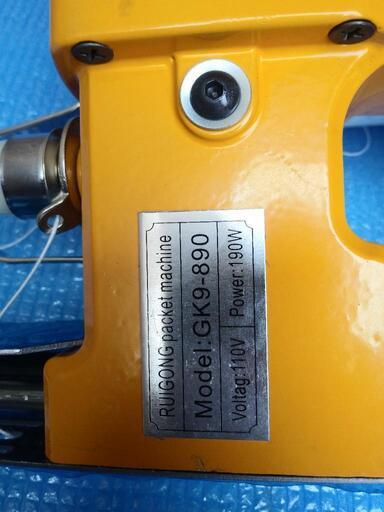 RUIGONG packet machine
Model:GK9-890
Voltag:110V Power:190W